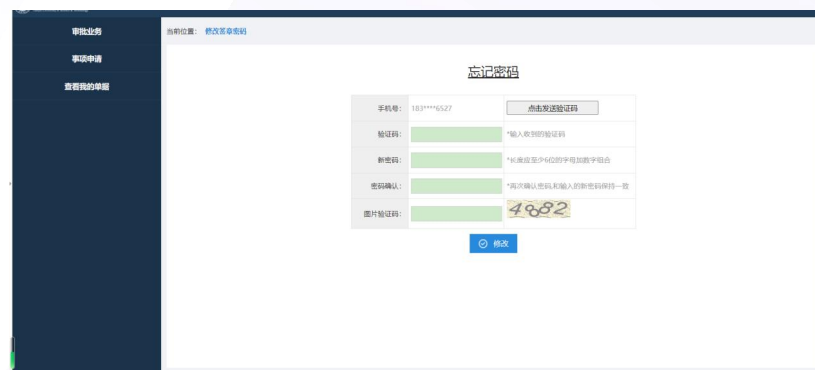 审批业务
事项申请
查看我的单据
当前位置： 修改签章密码
忘记密码
手机号： 183****6527 点击发送验证码
验证码： *输入收到的验证码
新密码： *长度应至少6位的字母加数字组合
密码确认： *再次确认密码,和输入的新密码保持一致
图片验证码： 4882
修改